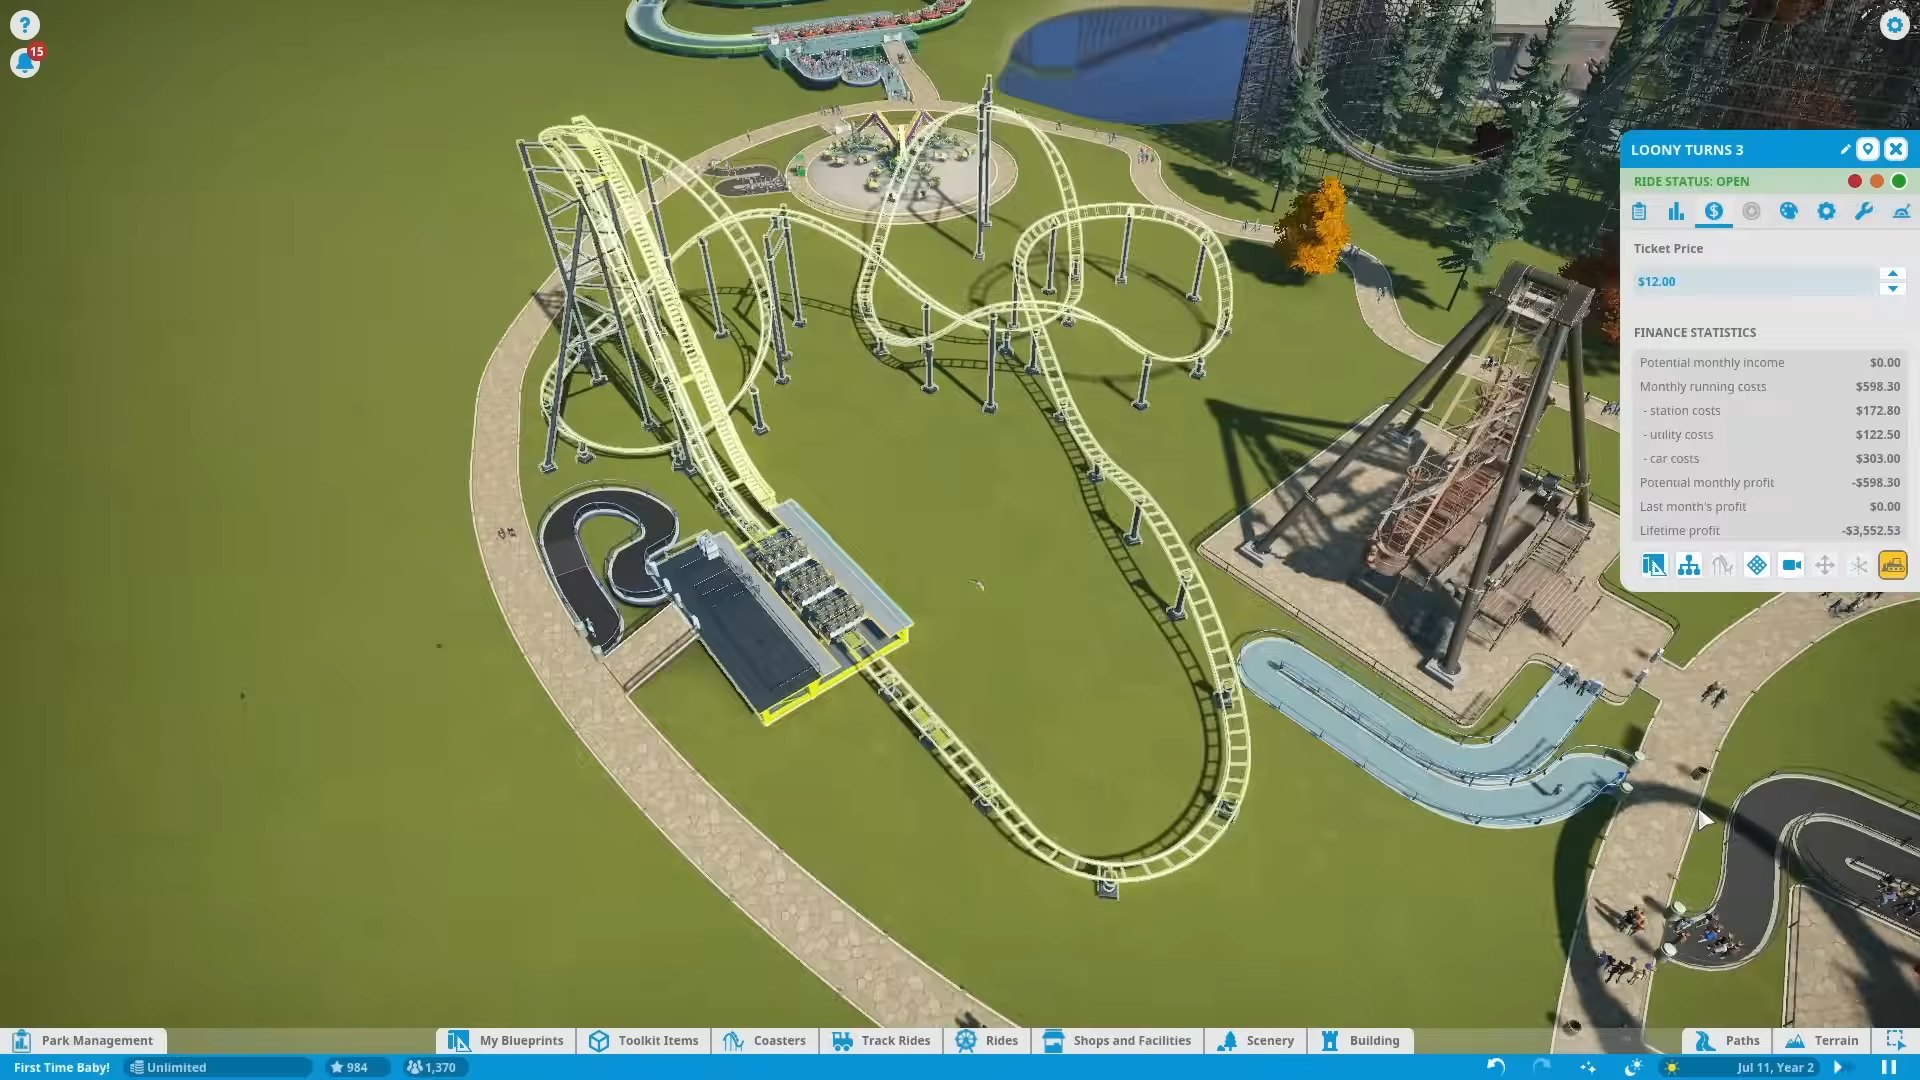 ?
15
LOONY TURNS 3
RIDE STATUS: OPEN
Ticket Price
$12.00
FINANCE STATISTICS
Potential monthly income $0.00
Monthly running costs $598.30
- station costs $172.80
- utility costs $122.50
- car costs $303.00
Potential monthly profit -$598.30
Last month's profit $0.00
Lifetime profit -$3,552.53
Park Management
My Blueprints
Toolkit Items
Coasters
Track Rides
Rides
Shops and Facilities
Scenery
Building
Paths
Terrain
First Time Baby!
Unlimited
984
1,370
Jul 11, Year 2